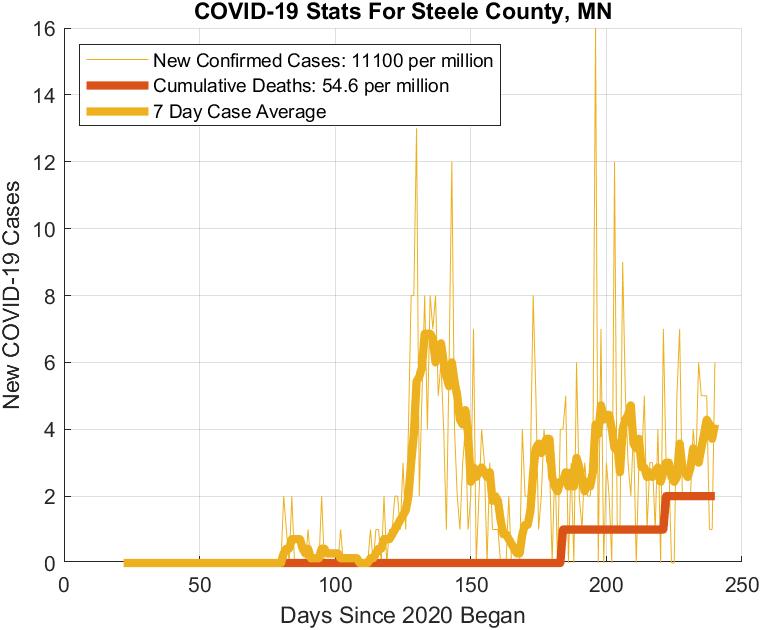 COVID-19 Stats For Steele County, MN
New Confirmed Cases: 11100 per million
Cumulative Deaths: 54.6 per million
7 Day Case Average
New COVID-19 Cases
16
14
12
10
8
6
4
2
0
0 50 100 150 200 250
Days Since 2020 Began